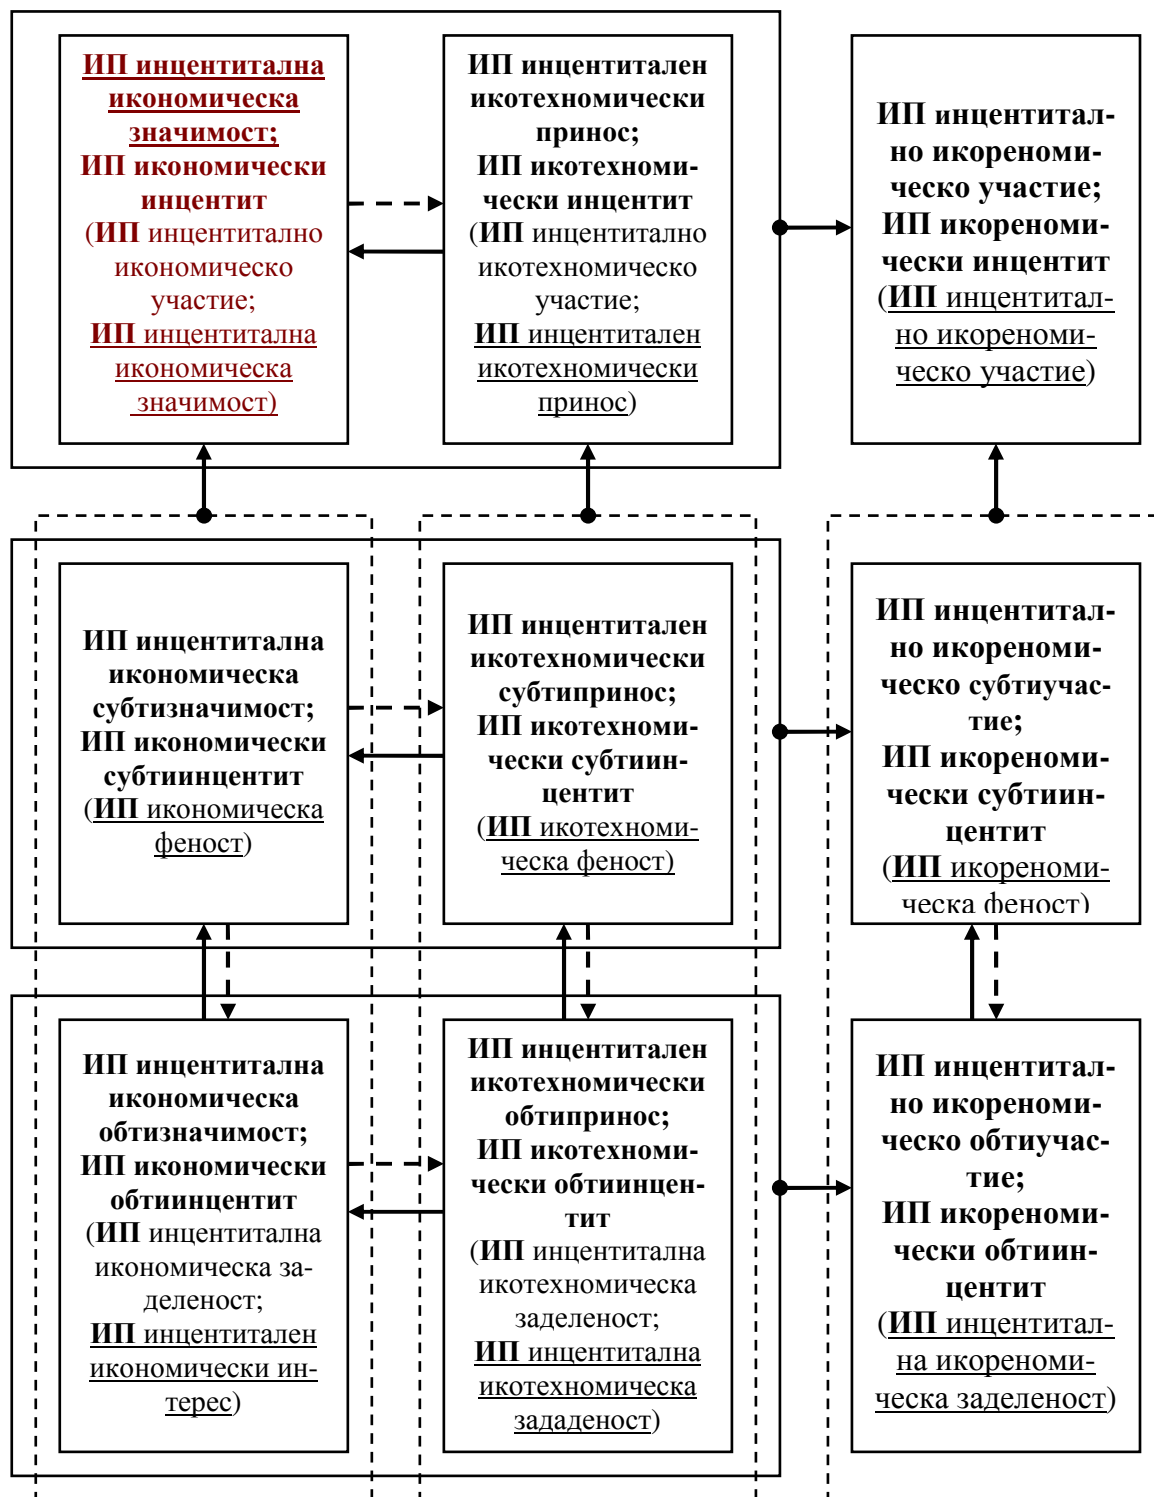 ИП инцентитална
икономическа
значимост;
ИП икономически
инцентит
(ИП инцентитално
икономическо
участие;
ИП инцентитална
икономическа
значимост)
ИП инцентитален
икотехномически
принос;
ИП икотехноми-
чески инцентит
(ИП инцентитално
икотехномическо
участие;
ИП инцентитален
икотехномически
принос)
ИП инцентитал-
но икореноми-
ческо участие;
ИП икореноми-
чески инцентит
(ИП инцентитал-
но икореноми-
ческо участие)
ИП инцентитална
икономическа
субтизначимост;
ИП икономически
субтиинцентит
(ИП икономическа
феност)
ИП инцентитален
икотехномически
субтипринос;
ИП икотехноми-
чески субтиин-
центит
(ИП икотехноми-
ческа феност)
ИП инцентитал-
но икореноми-
ческо субтиучас-
тие;
ИП икореноми-
чески субтиин-
центит
(ИП икореноми-
ческа феност)
ИП инцентитална
икономическа
обтизначимост;
ИП икономически
обтиинцентит
(ИП инцентитална
икономическа за-
деленост;
ИП инцентитален
икономически ин-
терес)
ИП инцентитален
икотехномически
обтипринос;
ИП икотехноми-
чески обтиинцен-
тит
(ИП инцентитална
икотехномическа
заделеност;
ИП инцентитална
икотехномическа
зададеност)
ИП инцентитал-
но икореноми-
ческо обтиучас-
тие;
ИП икореноми-
чески обтиин-
центит
(ИП инцентитал-
на икореноми-
ческа заделеност)